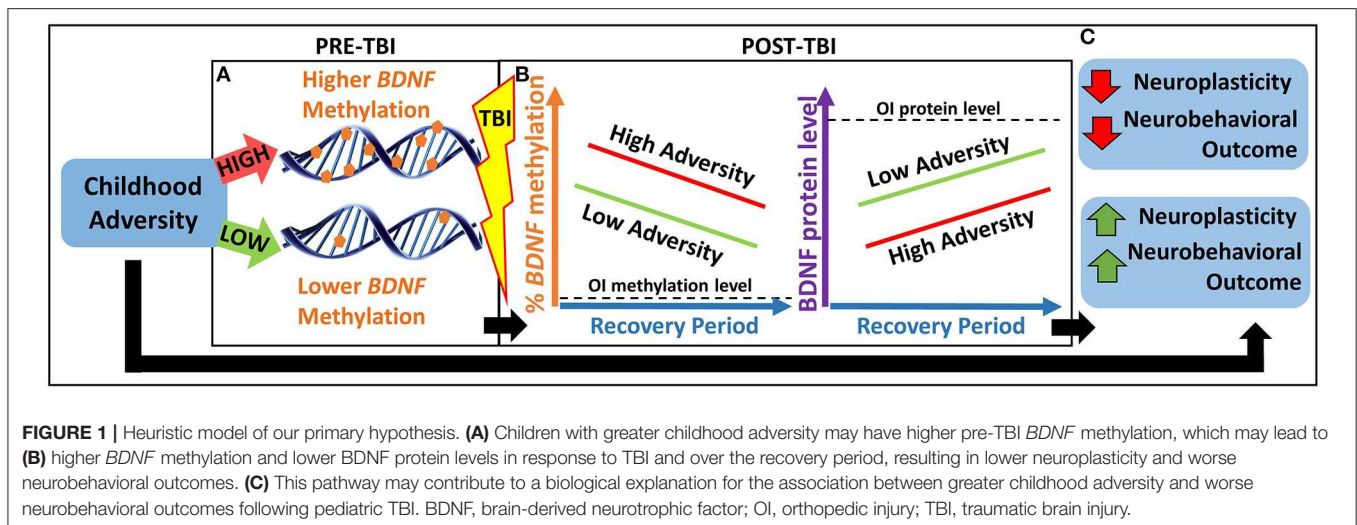 PRE-TBI
POST-TBI
A
Higher BDNF
Methylation
HIGH
Childhood
Adversity
LOW
Lower BDNF
Methylation
TBI
B
% BDNF methylation
High Adversity
Low Adversity
OI methylation level
Recovery Period
BDNF protein level
OI protein level
Low Adversity
High Adversity
Recovery Period
C
Neuroplasticity
Neurobehavioral
Outcome
Neuroplasticity
Neurobehavioral
Outcome
FIGURE 1 | Heuristic model of our primary hypothesis. (A) Children with greater childhood adversity may have higher pre-TBI BDNF methylation, which may lead to
(B) higher BDNF methylation and lower BDNF protein levels in response to TBI and over the recovery period, resulting in lower neuroplasticity and worse
neurobehavioral outcomes. (C) This pathway may contribute to a biological explanation for the association between greater childhood adversity and worse
neurobehavioral outcomes following pediatric TBI. BDNF, brain-derived neurotrophic factor; OI, orthopedic injury; TBI, traumatic brain injury.